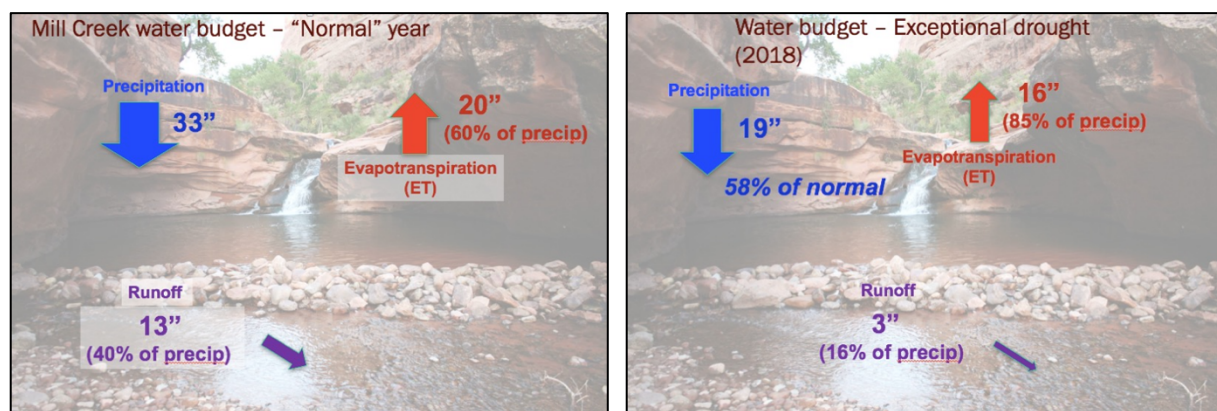 Mill Creek water budget – “Normal” year
Precipitation
33”
20”
(60% of precip)
Evapotranspiration
(ET)
Runoff
13”
(40% of precip)
Water budget – Exceptional drought
(2018)
Precipitation
19”
58% of normal
16”
(85% of precip)
Evapotranspiration
(ET)
Runoff
3”
(16% of precip)